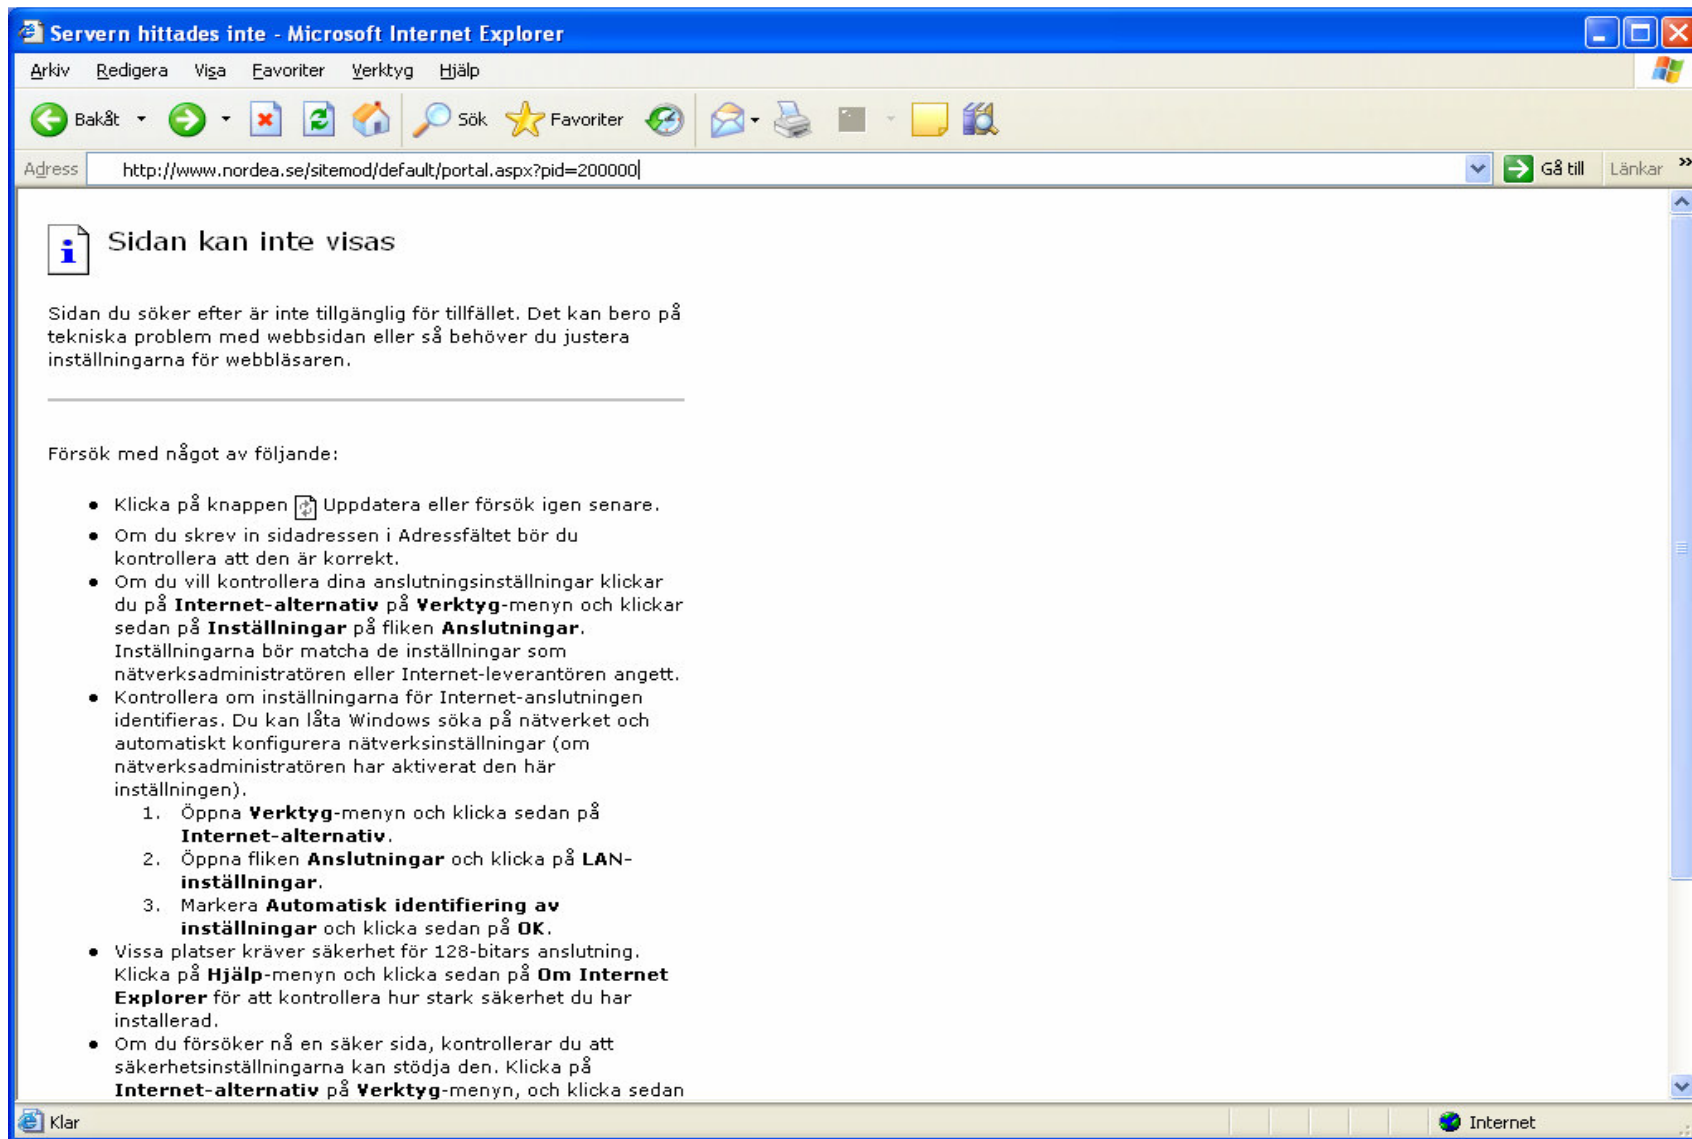 Servern hittades inte - Microsoft Internet Explorer
Arkiv Redigera Visa Favoriter Verktyg Hjälp
Bakåt Sök Favoriter
Adress http://www.nordea.se/sitemod/default/portal.aspx?pid=200000 Gå till Länkar »
Sidan kan inte visas
Sidan du söker efter är inte tillgänglig för tillfället. Det kan bero på
tekniska problem med webbsidan eller så behöver du justera
inställningarna för webbläsaren.
Försök med något av följande:
• Klicka på knappen Uppdatera eller försök igen senare.
• Om du skrev in sidadressen i Adressfältet bör du
kontrollera att den är korrekt.
• Om du vill kontrollera dina anslutningsinställningar klickar
du på Internet-alternativ på Verktyg-menyn och klickar
sedan på Inställningar på fliken Anslutningar.
Inställningarna bör matcha de inställningar som
nätverksadministratören eller Internet-leverantören angett.
• Kontrollera om inställningarna för Internet-anslutningen
identifieras. Du kan låta Windows söka på nätverket och
automatiskt konfigurera nätverksinställningar (om
nätverksadministratören har aktiverat den här
inställningen).
1. Öppna Verktyg-menyn och klicka sedan på
Internet-alternativ.
2. Öppna fliken Anslutningar och klicka på LAN-
inställningar.
3. Markera Automatisk identifiering av
inställningar och klicka sedan på OK.
• Vissa platser kräver säkerhet för 128-bitars anslutning.
Klicka på Hjälp-menyn och klicka sedan på Om Internet
Explorer för att kontrollera hur stark säkerhet du har
installerad.
• Om du försöker nå en säker sida, kontrollerar du att
säkerhetsinställningarna kan stödja den. Klicka på
Internet-alternativ på Verktyg-menyn, och klicka sedan
Klar Internet